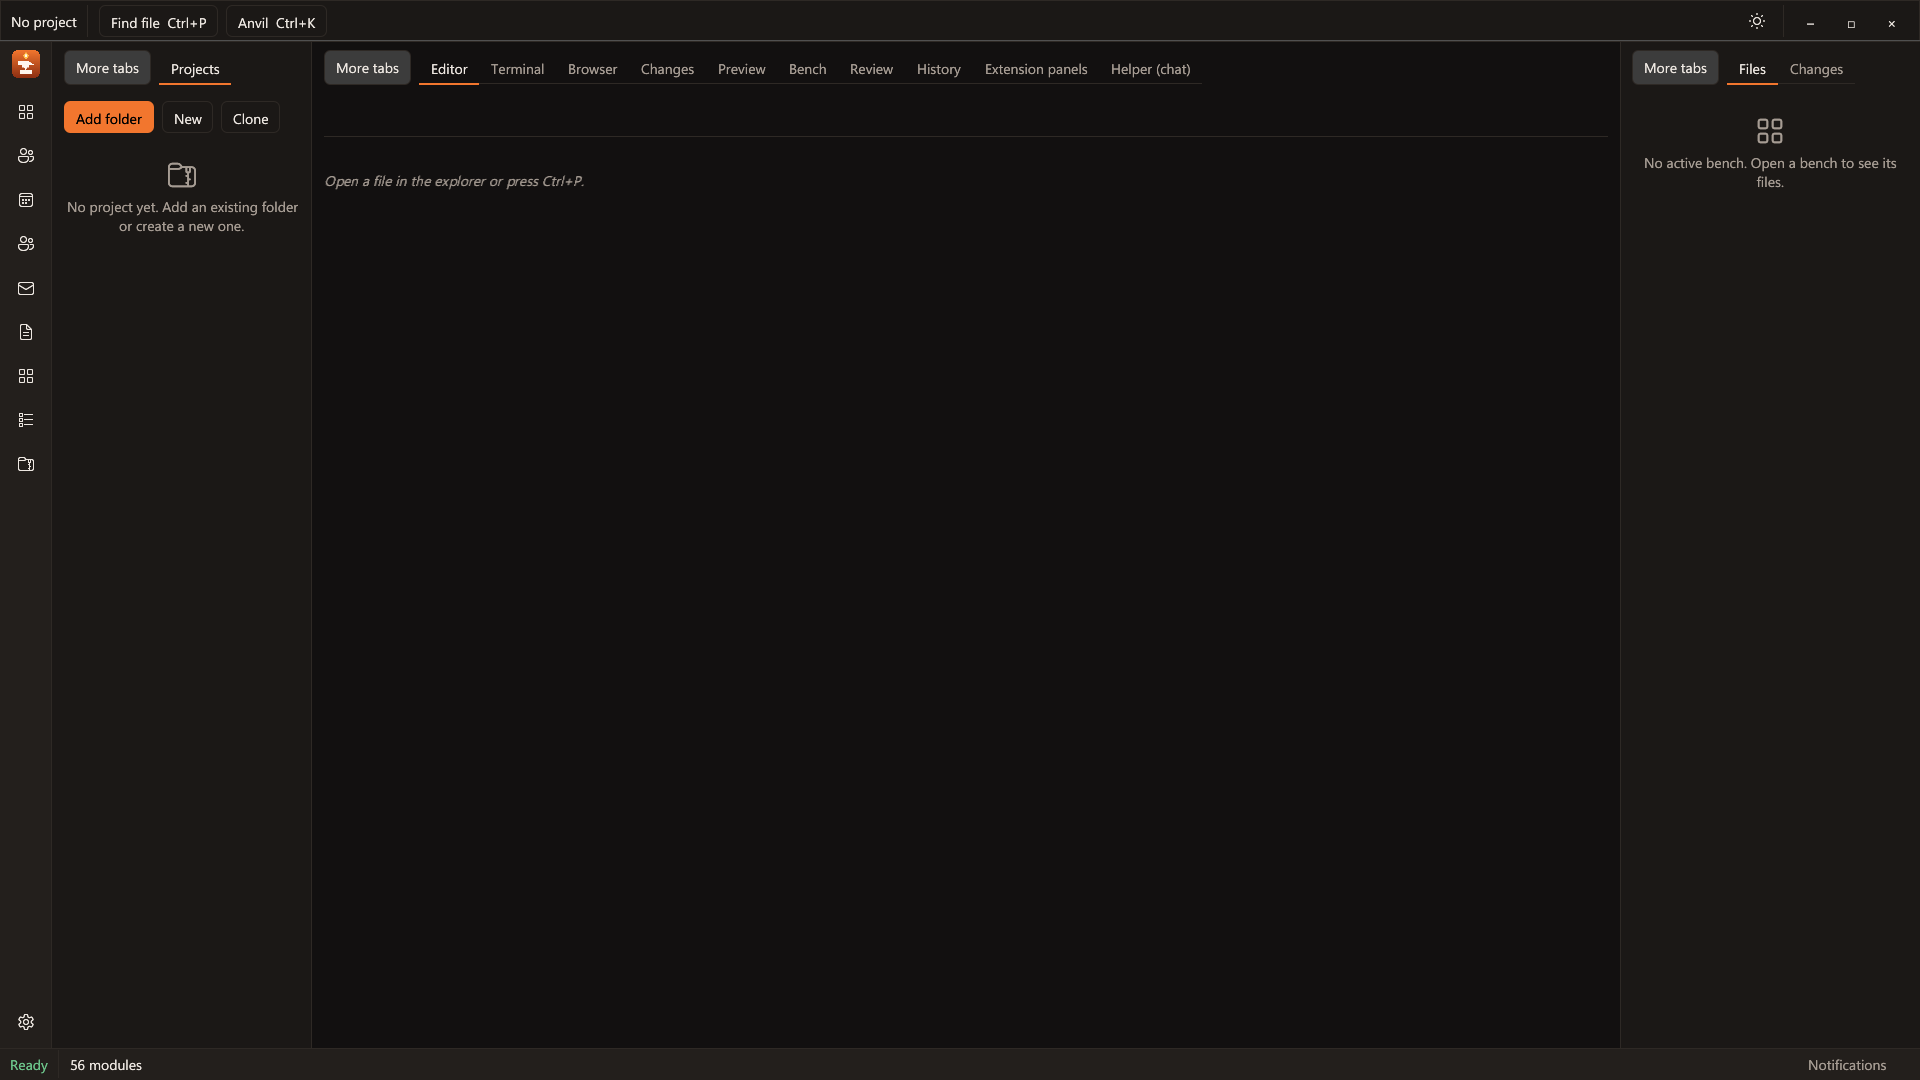 No project
Find file Ctrl+P
Anvil Ctrl+K
More tabs
Projects
More tabs
Editor
Terminal
Browser
Changes
Preview
Bench
Review
History
Extension panels
Helper (chat)
More tabs
Files
Changes
Add folder
New
Clone
No project yet. Add an existing folder
or create a new one.
Open a file in the explorer or press Ctrl+P.
No active bench. Open a bench to see its
files.
Ready
56 modules
Notifications